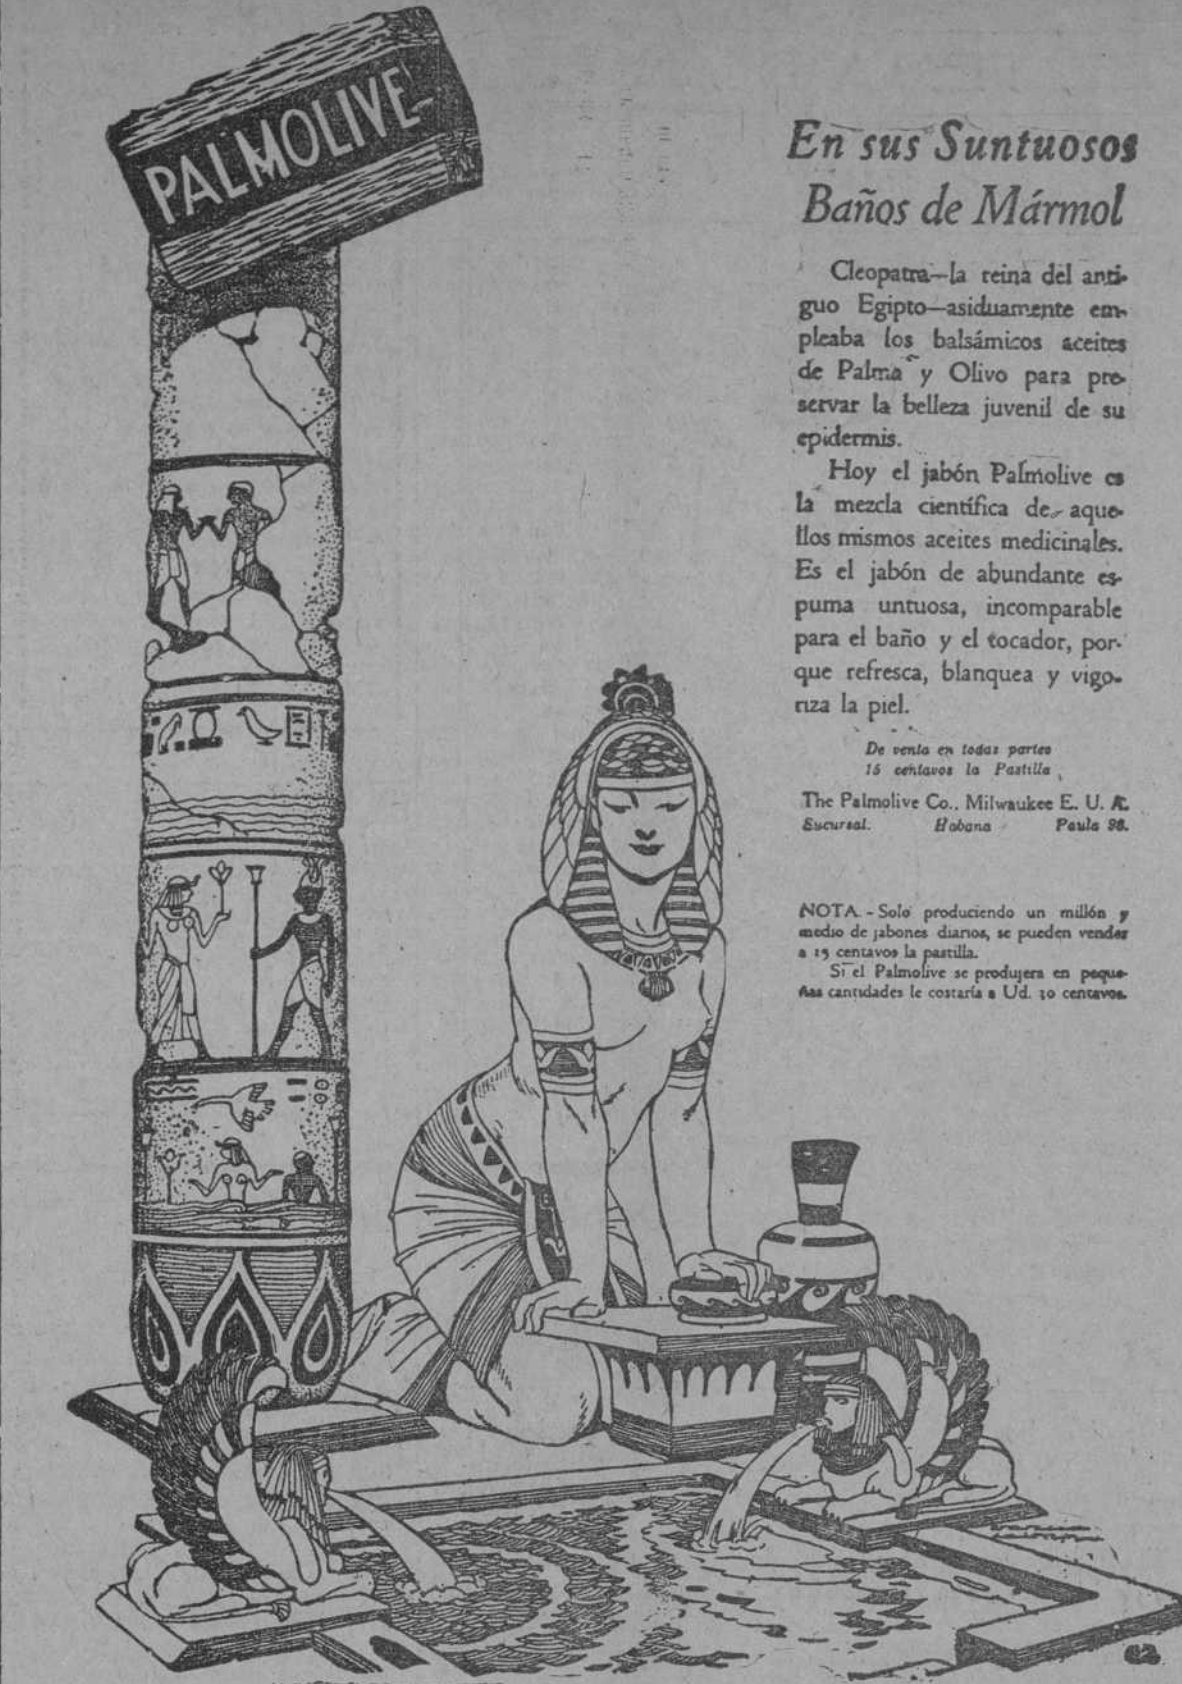 PALMOLIVE
En sus Suntuosos
Baños de Mármol
Cleopatra—la reina del anti-
guo Egipto—asiduamente em-
pleaba los balsámicos aceites
de Palma y Olivo para pre-
servar la belleza juvenil de su
epidermis.
Hoy el jabón Palmolive es
la mezcla científica de aque-
llos mismos aceites medicinales.
Es el jabón de abundante es-
puma untuosa, incomparable
para el baño y el tocador, por-
que refresca, blanquea y vigo-
riza la piel.
De venta en todas partes
15 centavos la Pastilla
The Palmolive Co., Milwaukee E. U. A.
Sucursal. Habana Paula 98.
NOTA.-Solo produciendo un millón y
medio de jabones diarios, se pueden vender
a 15 centavos la pastilla.
Si el Palmolive se produjera en peque-
ñas cantidades le costaría a Ud. 30 centavos.
62